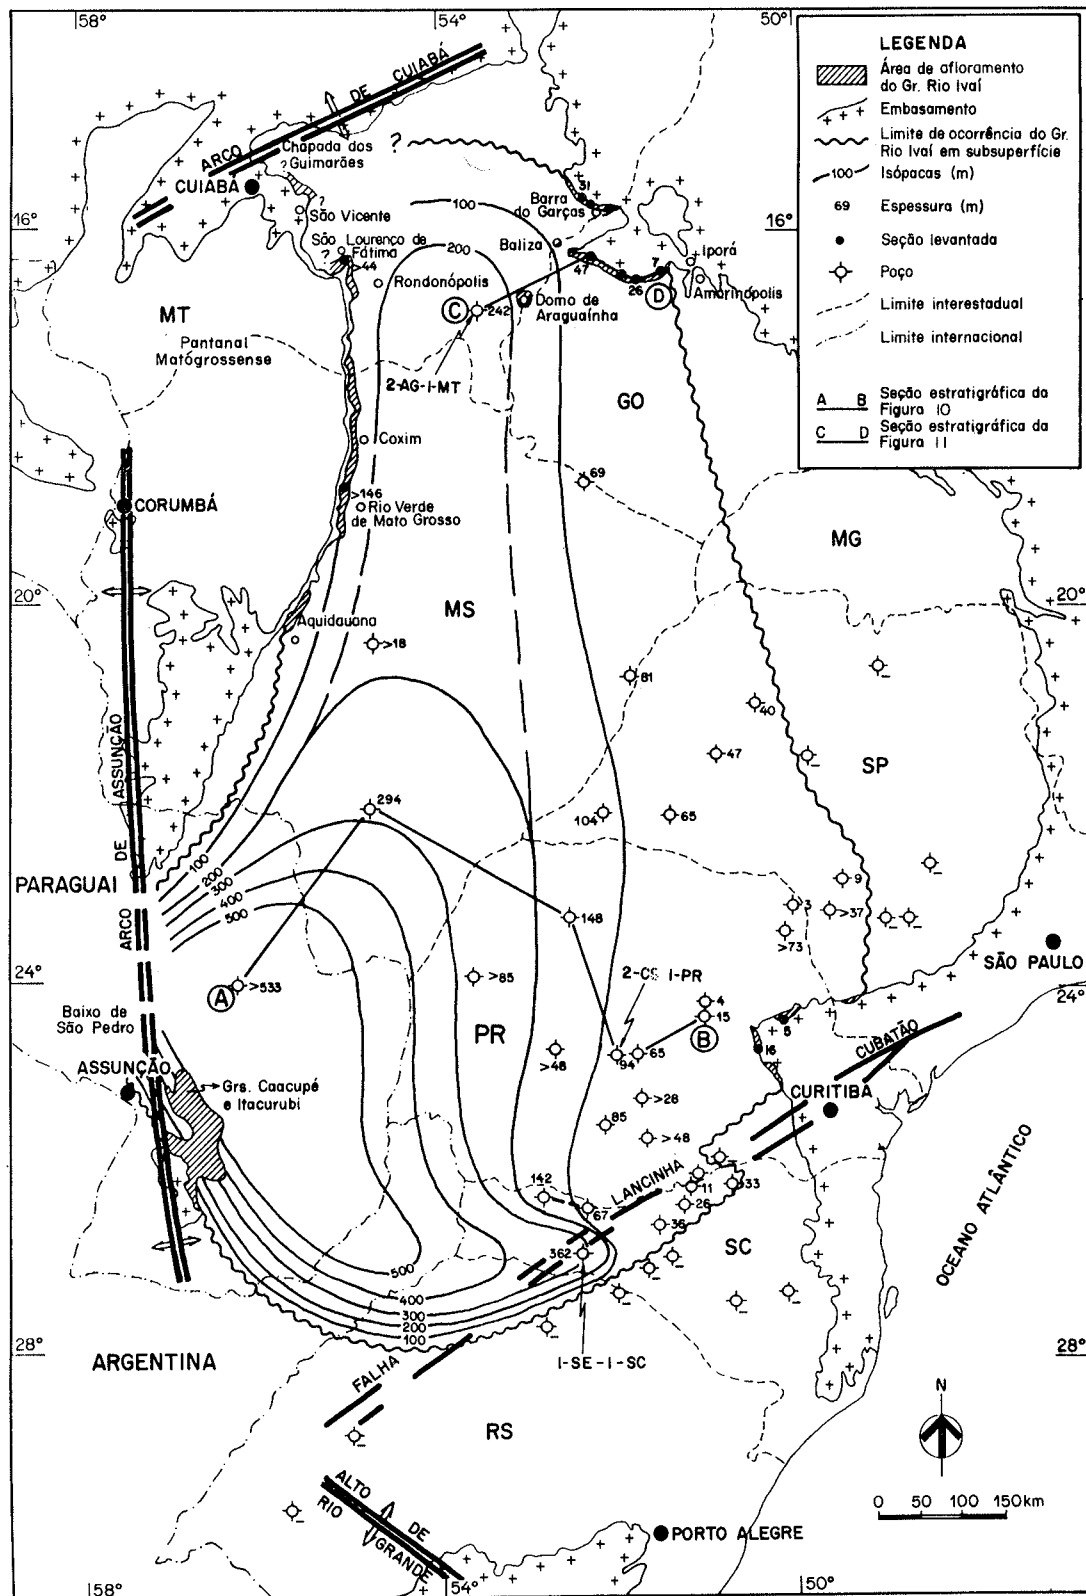 58°
54°
50°
LEGENDA
Área de afloramento
do Gr. Rio Ivaí
Embasamento
Limite de ocorrência do Gr.
Rio Ivaí em subsuperfície
100 Isópacas (m)
69 Espessura (m)
Seção levantada
Poço
Limite interestadual
Limite internacional
A B Seção estratigráfica da
Figura 10
C D Seção estratigráfica da
Figura 11
ARCO DE CUIABÁ
?
Chapada dos
Guimarães
CUIABÁ
?
?
São Vicente
São Lourenço de
Fátima
?
>44
Rondonópolis
16°
16°
100
200
31
Barra
do Garças
Baliza
47
26
7
D
Iporá
Amorinópolis
C
242
Domo de
Araguaínha
2-AG-1-MT
MT
Pantanal
Matogrossense
GO
Coxim
>146
Rio Verde
de Mato Grosso
CORUMBÁ
69
MG
20°
20°
MS
Aquidauana
>18
81
40
47
SP
ARCO DE ASSUNÇÃO
294
104
65
100
200
300
400
500
PARAGUAI
148
9
3
>37
>73
SÃO PAULO
24°
24°
A
>533
>85
2-CS-1-PR
4
15
B
Baixo de
São Pedro
PR
5
16
CUBATÃO
>48
94
65
ASSUNÇÃO
Grs. Caacupé
e Itacurubi
CURITIBA
>28
85
>48
LANCINHA
142
67
11
33
26
36
362
SC
OCEANO ATLÂNTICO
500
400
300
200
100
1-SE-1-SC
28°
28°
ARGENTINA
FALHA
RS
N
ALTO DE
RIO GRANDE
0 50 100 150km
PORTO ALEGRE
58°
54°
50°